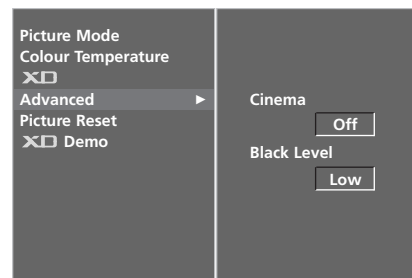 Picture Mode
Colour Temperature
XD
Advanced ►
Picture Reset
XD Demo
Cinema
Off
Black Level
Low